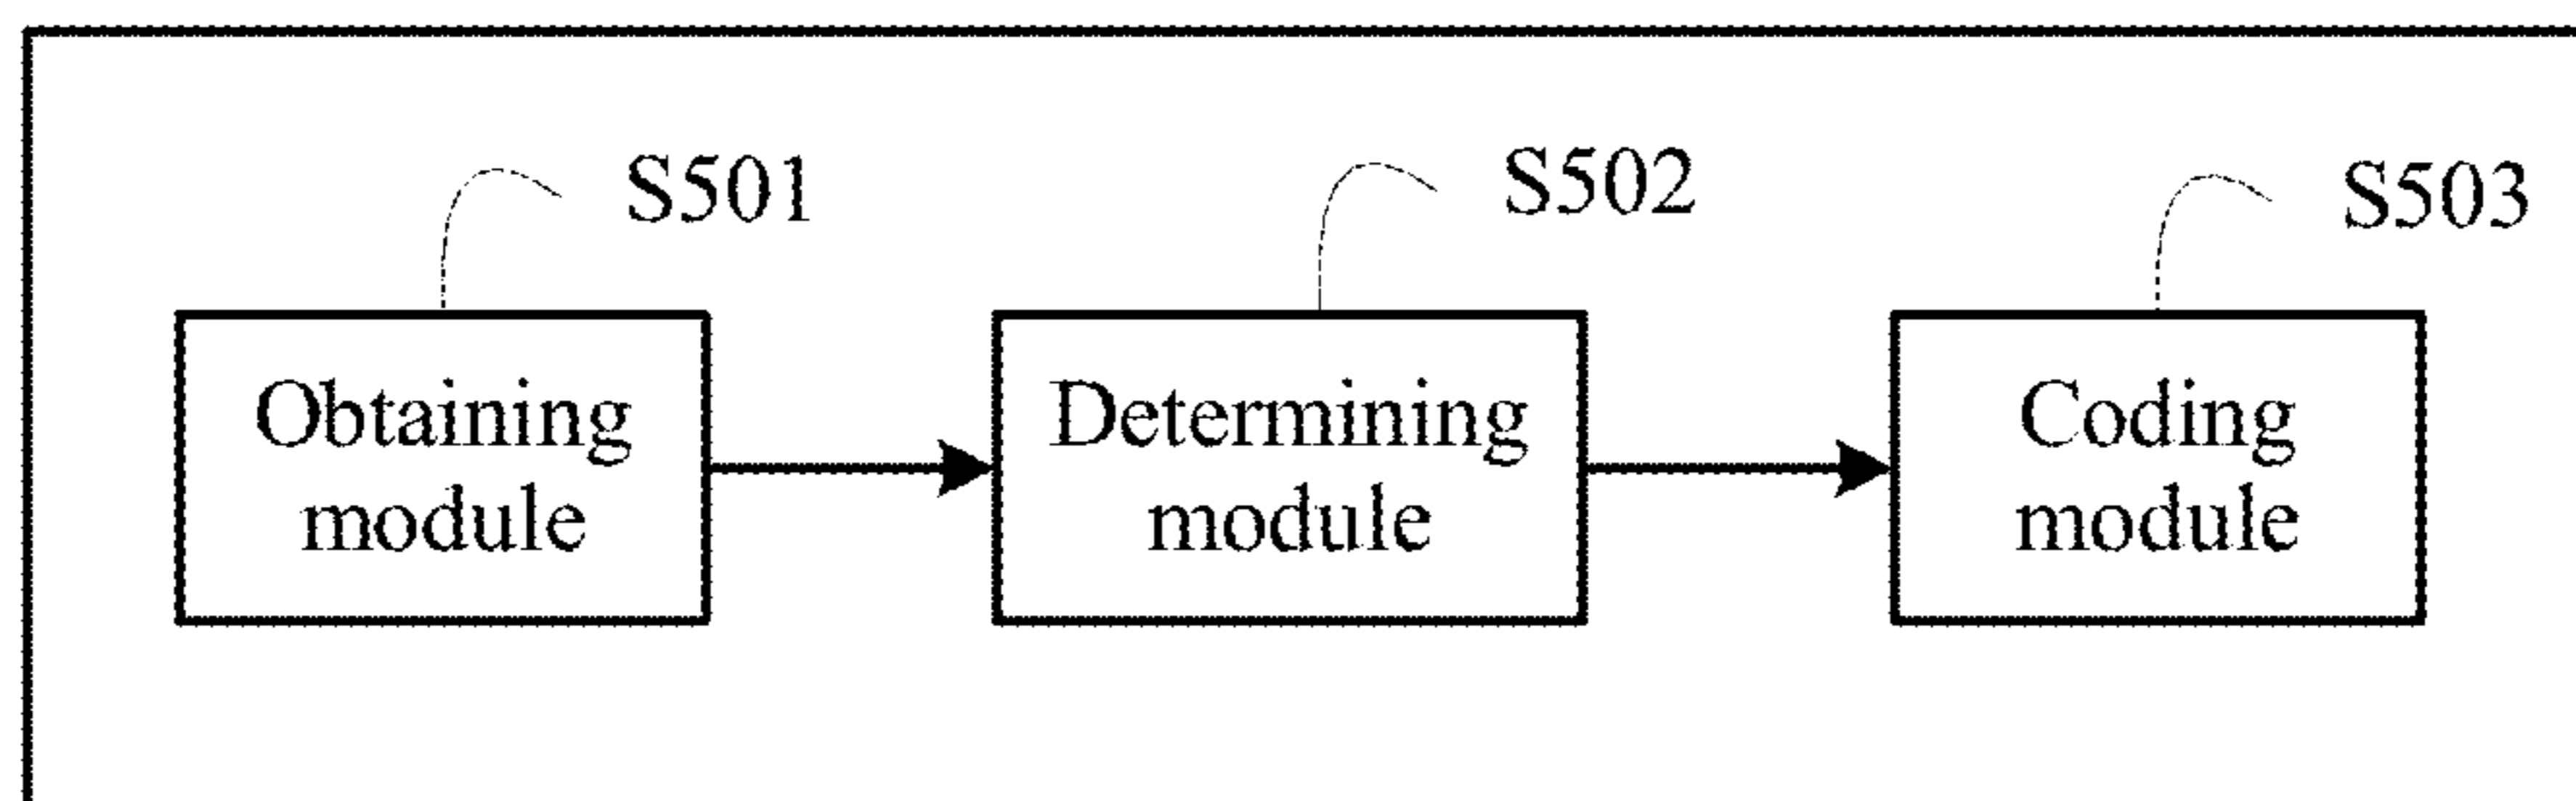 S501
S502
S503
Obtaining
module
Determining
module
Coding
module